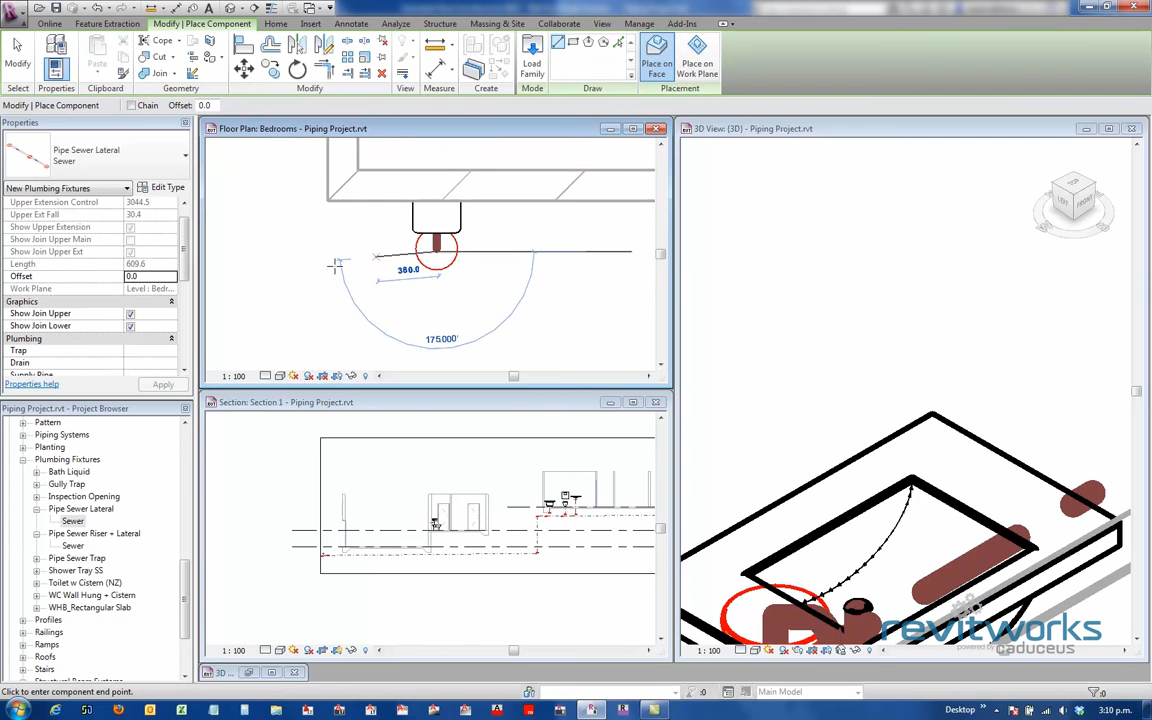 Online
Feature Extraction
Modify | Place Component
Home
Insert
Annotate
Analyze
Structure
Massing & Site
Collaborate
View
Manage
Add-Ins
Modify
Paste
Cope
Cut
Join
Load
Family
Place on
Face
Place on
Work Plane
Select
Properties
Clipboard
Geometry
Modify
View
Measure
Create
Mode
Draw
Placement
Modify | Place Component
Chain
Offset: 0.0
Properties
Pipe Sewer Lateral
Sewer
New Plumbing Fixtures
Edit Type
Upper Extension Control 3044.5
Upper Ext Fall 30.4
Show Upper Extension
Show Join Upper Main
Show Join Upper Ext
Length 609.6
Offset 0.0
Work Plane Level : Bedr...
Graphics
Show Join Upper
Show Join Lower
Plumbing
Trap
Drain
Properties help
Apply
Piping Project.rvt - Project Browser
Pattern
Piping Systems
Planting
Plumbing Fixtures
Bath Liquid
Gully Trap
Inspection Opening
Pipe Sewer Lateral
Sewer
Pipe Sewer Riser + Lateral
Sewer
Pipe Sewer Trap
Shower Tray SS
Toilet w Cistern (NZ)
WC Wall Hung + Cistern
WHB_Rectangular Slab
Profiles
Railings
Ramps
Roofs
Stairs
Floor Plan: Bedrooms - Piping Project.rvt
380.0
175.000°
1 : 100
Section: Section 1 - Piping Project.rvt
1 : 100
3D ...
3D View: {3D} - Piping Project.rvt
TOP
LEFT
FRONT
revitworks
powered by caduceus
1 : 100
Click to enter component end point.
:0
Main Model
:0
Desktop
3:10 p.m.